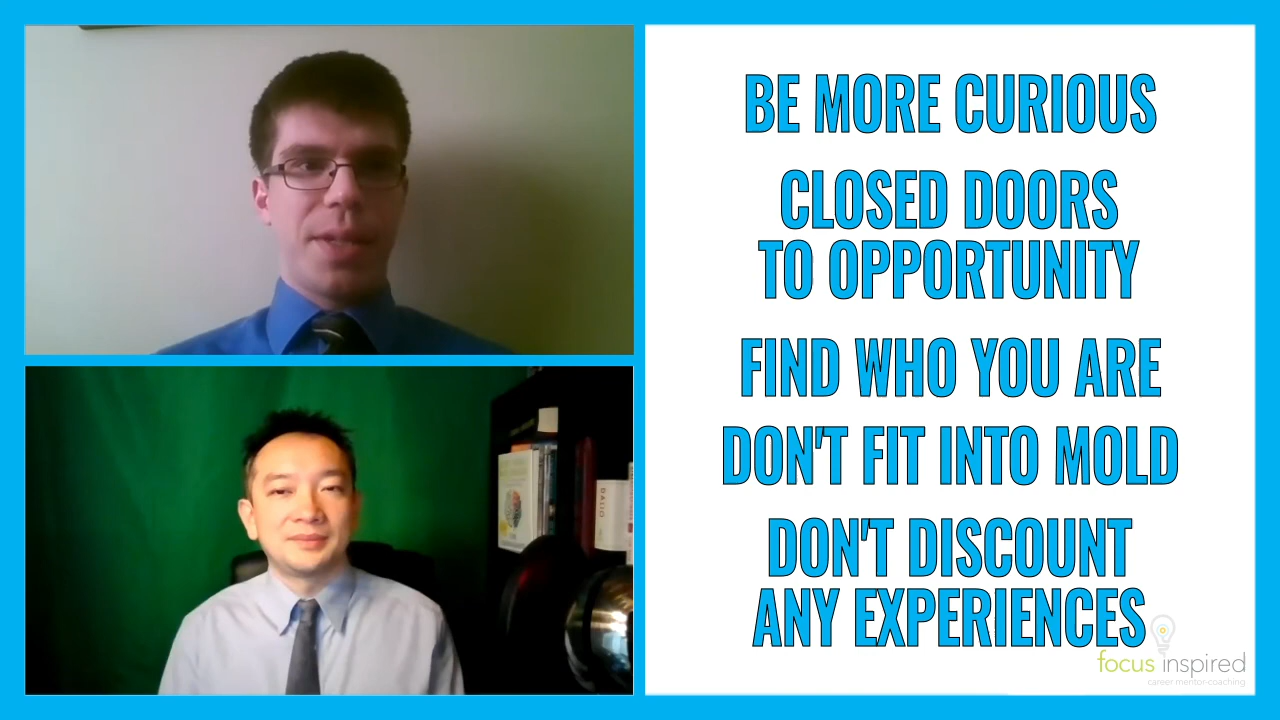 BE MORE CURIOUS
CLOSED DOORS
TO OPPORTUNITY
FIND WHO YOU ARE
DON'T FIT INTO MOLD
DON'T DISCOUNT
ANY EXPERIENCES
focus inspired
career mentor-coaching
DALIO